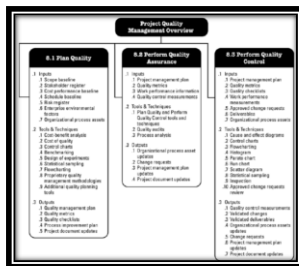 Project Quality
Management Overview
8.1 Plan Quality
.1 Inputs
.1 Scope baseline
.2 Stakeholder register
.3 Cost performance baseline
.4 Schedule baseline
.5 Risk register
.6 Enterprise environmental
factors
.7 Organizational process assets
.2 Tools & Techniques
.1 Cost-benefit analysis
.2 Cost of quality
.3 Control charts
.4 Benchmarking
.5 Design of experiments
.6 Statistical sampling
.7 Flowcharting
.8 Proprietary quality
management methodologies
.9 Additional quality planning
tools
.3 Outputs
.1 Quality management plan
.2 Quality metrics
.3 Quality checklists
.4 Process improvement plan
.5 Project document updates
8.2 Perform Quality
Assurance
.1 Inputs
.1 Project management plan
.2 Quality metrics
.3 Work performance information
.4 Quality control measurements
.2 Tools & Techniques
.1 Plan Quality and Perform
Quality Control tools and
techniques
.2 Quality audits
.3 Process analysis
.3 Outputs
.1 Organizational process asset
updates
.2 Change requests
.3 Project management plan
updates
.4 Project document updates
8.3 Perform Quality
Control
.1 Inputs
.1 Project management plan
.2 Quality metrics
.3 Quality checklists
.4 Work performance
measurements
.5 Approved change requests
.6 Deliverables
.7 Organizational process assets
.2 Tools & Techniques
.1 Cause and effect diagrams
.2 Control charts
.3 Flowcharting
.4 Histogram
.5 Pareto chart
.6 Run chart
.7 Scatter diagram
.8 Statistical sampling
.9 Inspection
.10 Approved change requests
review
.3 Outputs
.1 Quality control measurements
.2 Validated changes
.3 Validated deliverables
.4 Organizational process assets
updates
.5 Change requests
.6 Project management plan
updates
.7 Project document updates